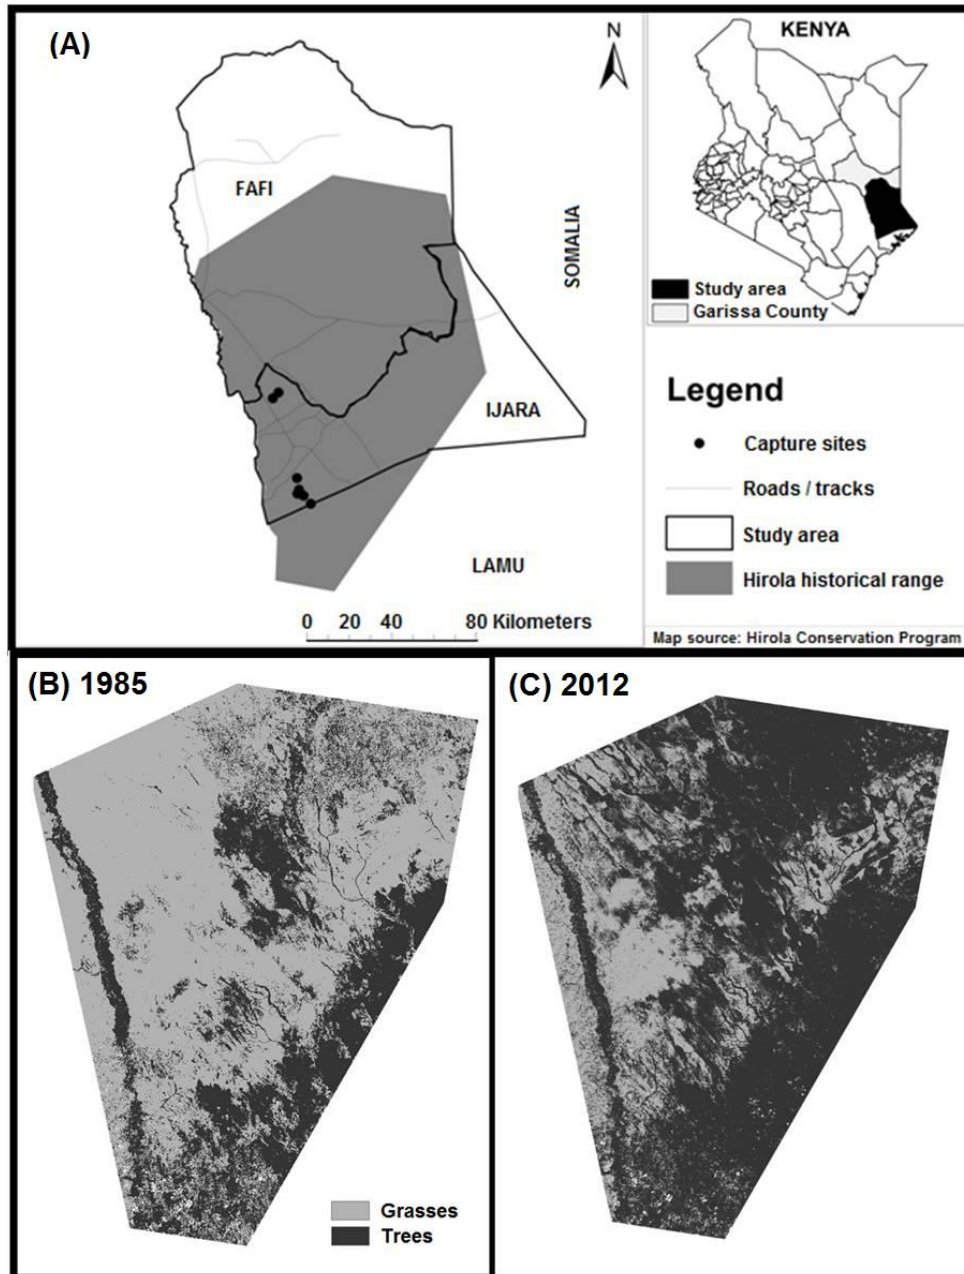 (A)
N
KENYA
FAFI
SOMALIA
Study area
Garissa County
IJARA
Legend
Capture sites
Roads / tracks
Study area
Hirola historical range
LAMU
0 20 40 80 Kilometers
Map source: Hirola Conservation Program
(B) 1985
(C) 2012
Grasses
Trees